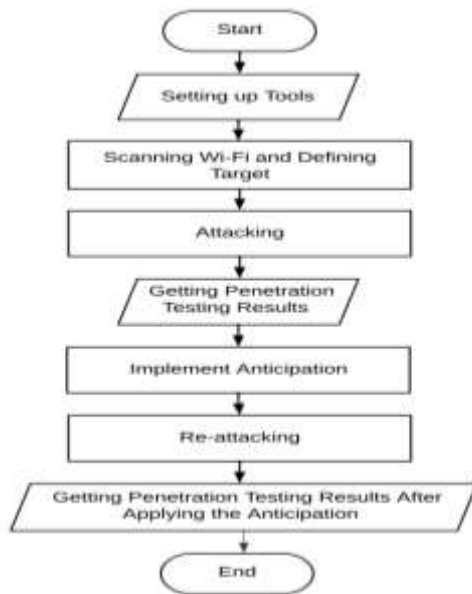 Start
Setting up Tools
Scanning Wi-Fi and Defining
Target
Attacking
Getting Penetration
Testing Results
Implement Anticipation
Re-attacking
Getting Penetration Testing Results After
Applying the Anticipation
End